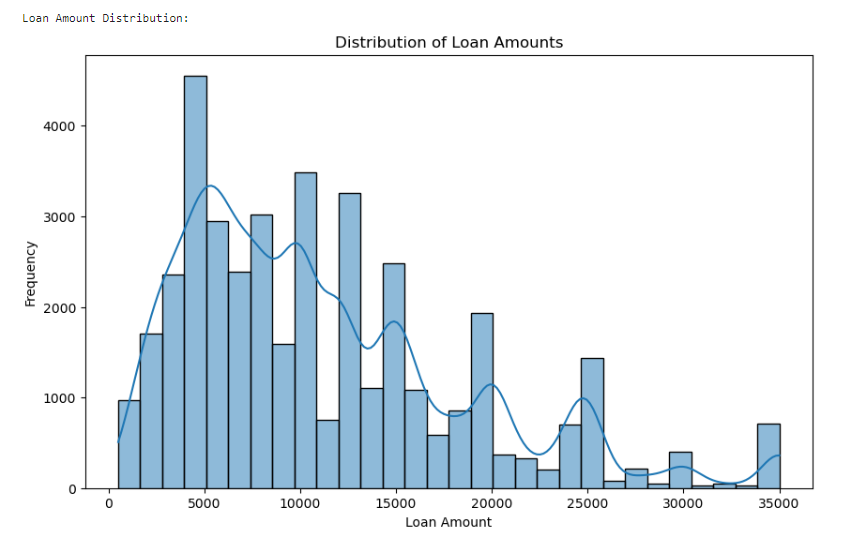 Loan Amount Distribution:
Distribution of Loan Amounts
4000
3000
2000
1000
0
Frequency
0 5000 10000 15000 20000 25000 30000 35000
Loan Amount